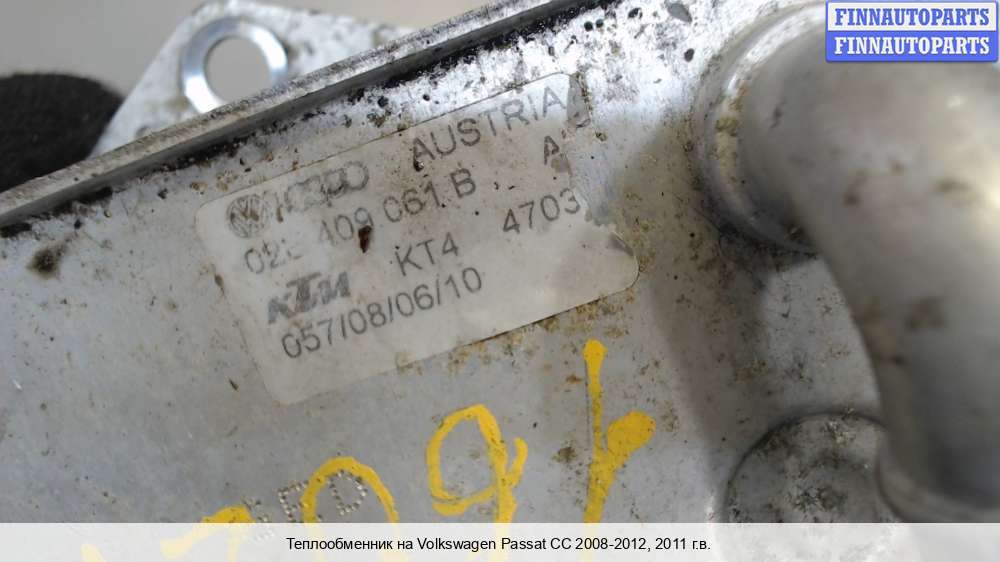 FINNAUTOPARTS
FINNAUTOPARTS
AUSTRIA
409 061 B A
KTM KT4 4703
057/08/06/10
Теплообменник на Volkswagen Passat CC 2008-2012, 2011 г.в.